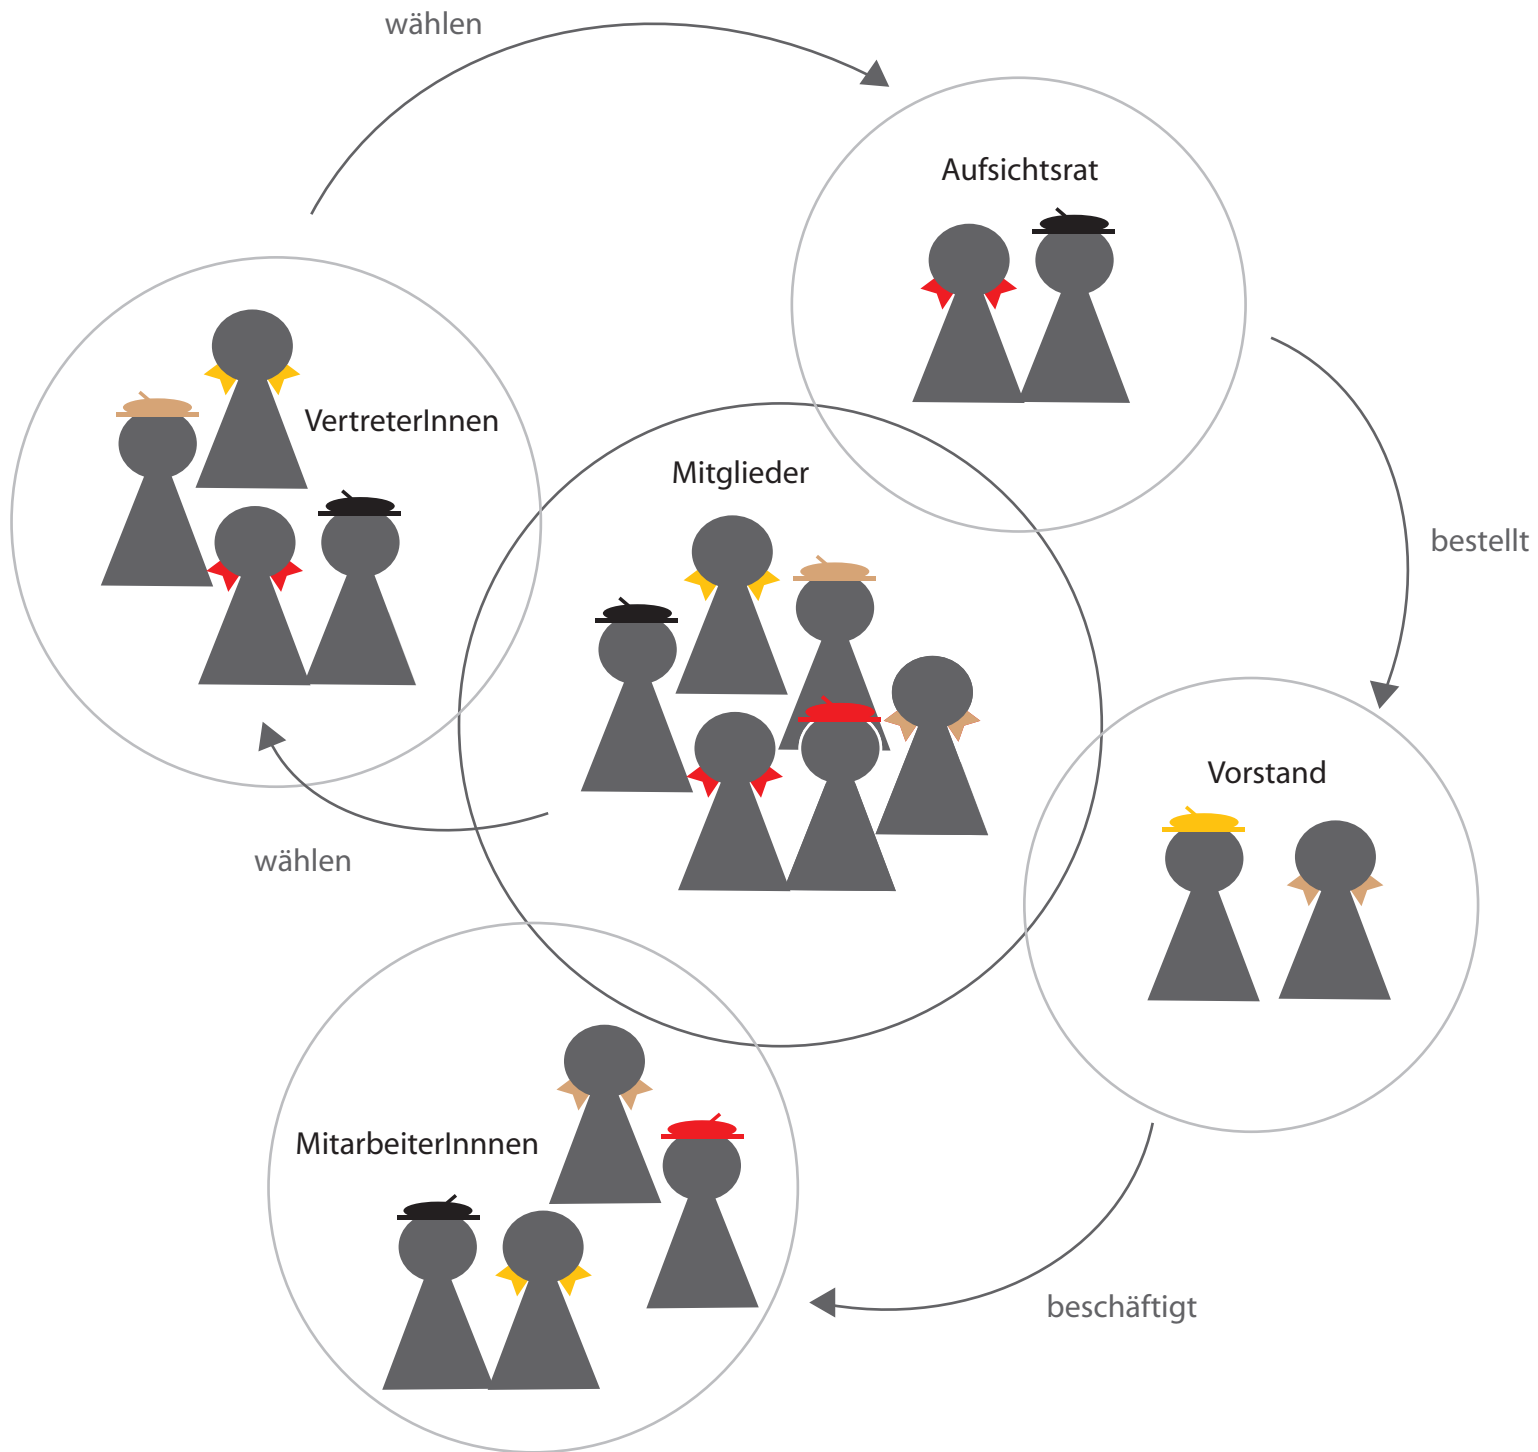 wählen
Aufsichtsrat
VertreterInnen
Mitglieder
bestellt
Vorstand
wählen
MitarbeiterInnnen
beschäftigt